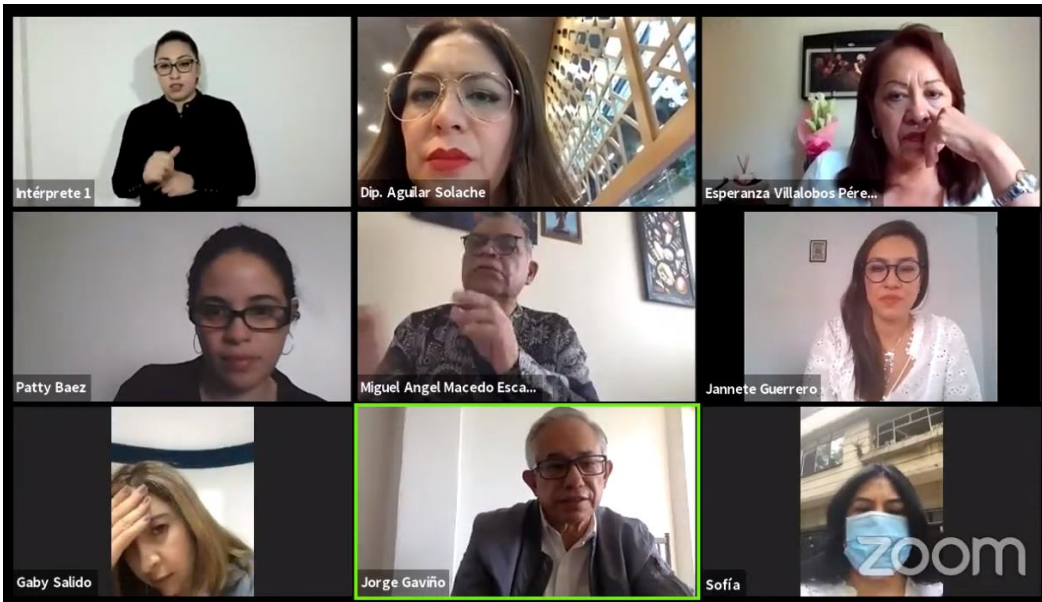 Intérprete 1
Dip. Aguilar Solache
Esperanza Villalobos Pére...
Patty Baez
Miguel Angel Macedo Esca...
Jannete Guerrero
Gaby Salido
Jorge Gaviño
Sofía
zoom